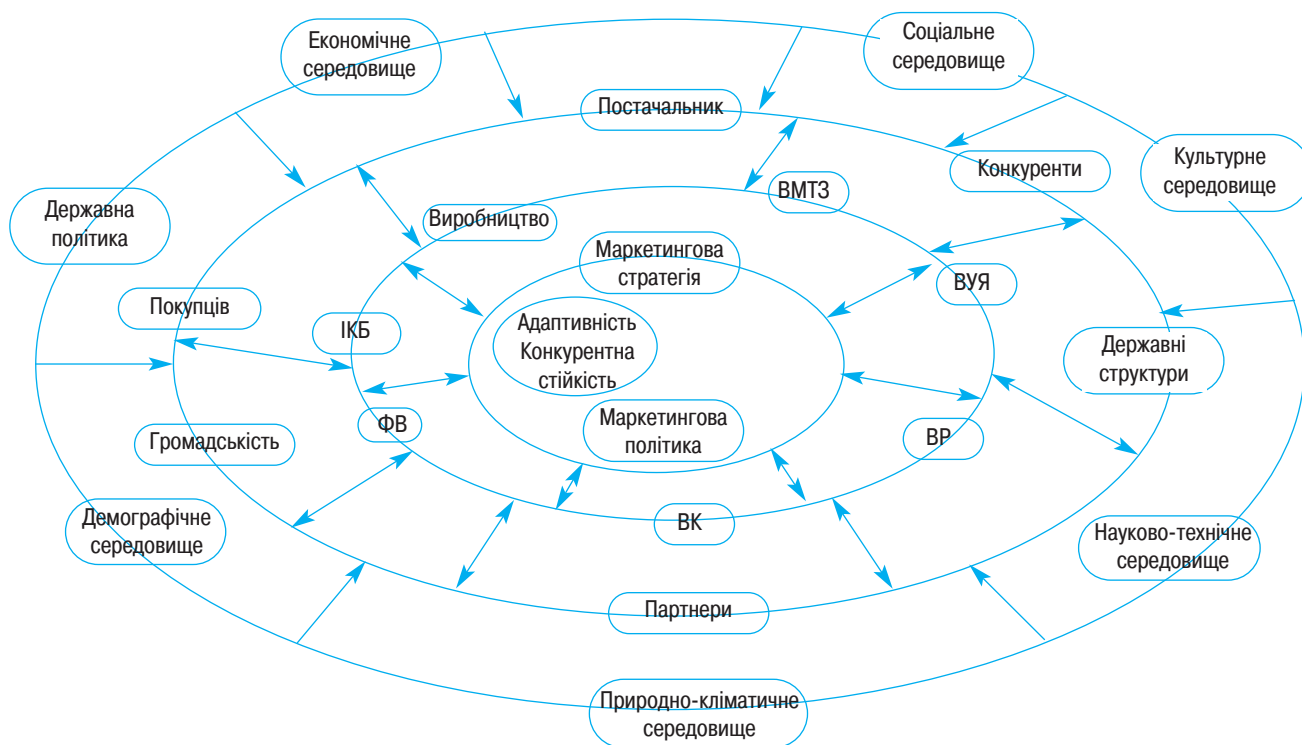 Економічне
середовище
Соціальне
середовище
Постачальник
Конкуренти
Культурне
середовище
Державна
політика
Виробництво
ВМТЗ
Маркетингова
стратегія
ВУЯ
Покупців
ІКБ
Адаптивність
Конкурентна
стійкість
Державні
структури
ФВ
Маркетингова
політика
ВР
Громадськість
Демографічне
середовище
ВК
Науково-технічне
середовище
Партнери
Природно-кліматичне
середовище